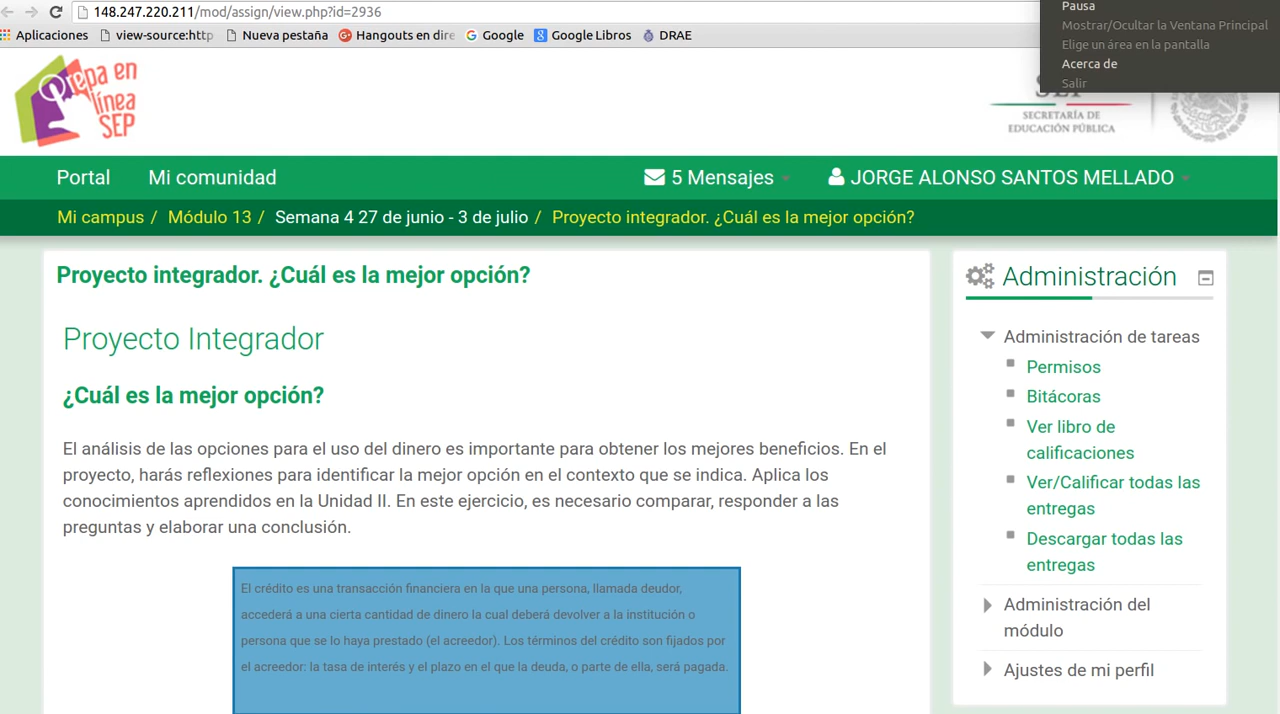 148.247.220.211/mod/assign/view.php?id=2936
Aplicaciones view-source:http Nueva pestaña Hangouts en dire Google Google Libros DRAE
Pausa
Mostrar/Ocultar la Ventana Principal
Elige un área en la pantalla
Acerca de
Salir
Prepa en
línea
SEP
SEP
SECRETARÍA DE
EDUCACIÓN PÚBLICA
Portal Mi comunidad 5 Mensajes JORGE ALONSO SANTOS MELLADO
Mi campus / Módulo 13 / Semana 4 27 de junio - 3 de julio / Proyecto integrador. ¿Cuál es la mejor opción?
Proyecto integrador. ¿Cuál es la mejor opción?
Proyecto Integrador
¿Cuál es la mejor opción?
El análisis de las opciones para el uso del dinero es importante para obtener los mejores beneficios. En el
proyecto, harás reflexiones para identificar la mejor opción en el contexto que se indica. Aplica los
conocimientos aprendidos en la Unidad II. En este ejercicio, es necesario comparar, responder a las
preguntas y elaborar una conclusión.
El crédito es una transacción financiera en la que una persona, llamada deudor,
accederá a una cierta cantidad de dinero la cual deberá devolver a la institución o
persona que se lo haya prestado (el acreedor). Los términos del crédito son fijados por
el acreedor: la tasa de interés y el plazo en el que la deuda, o parte de ella, será pagada.
Administración
Administración de tareas
Permisos
Bitácoras
Ver libro de
calificaciones
Ver/Calificar todas las
entregas
Descargar todas las
entregas
Administración del
módulo
Ajustes de mi perfil